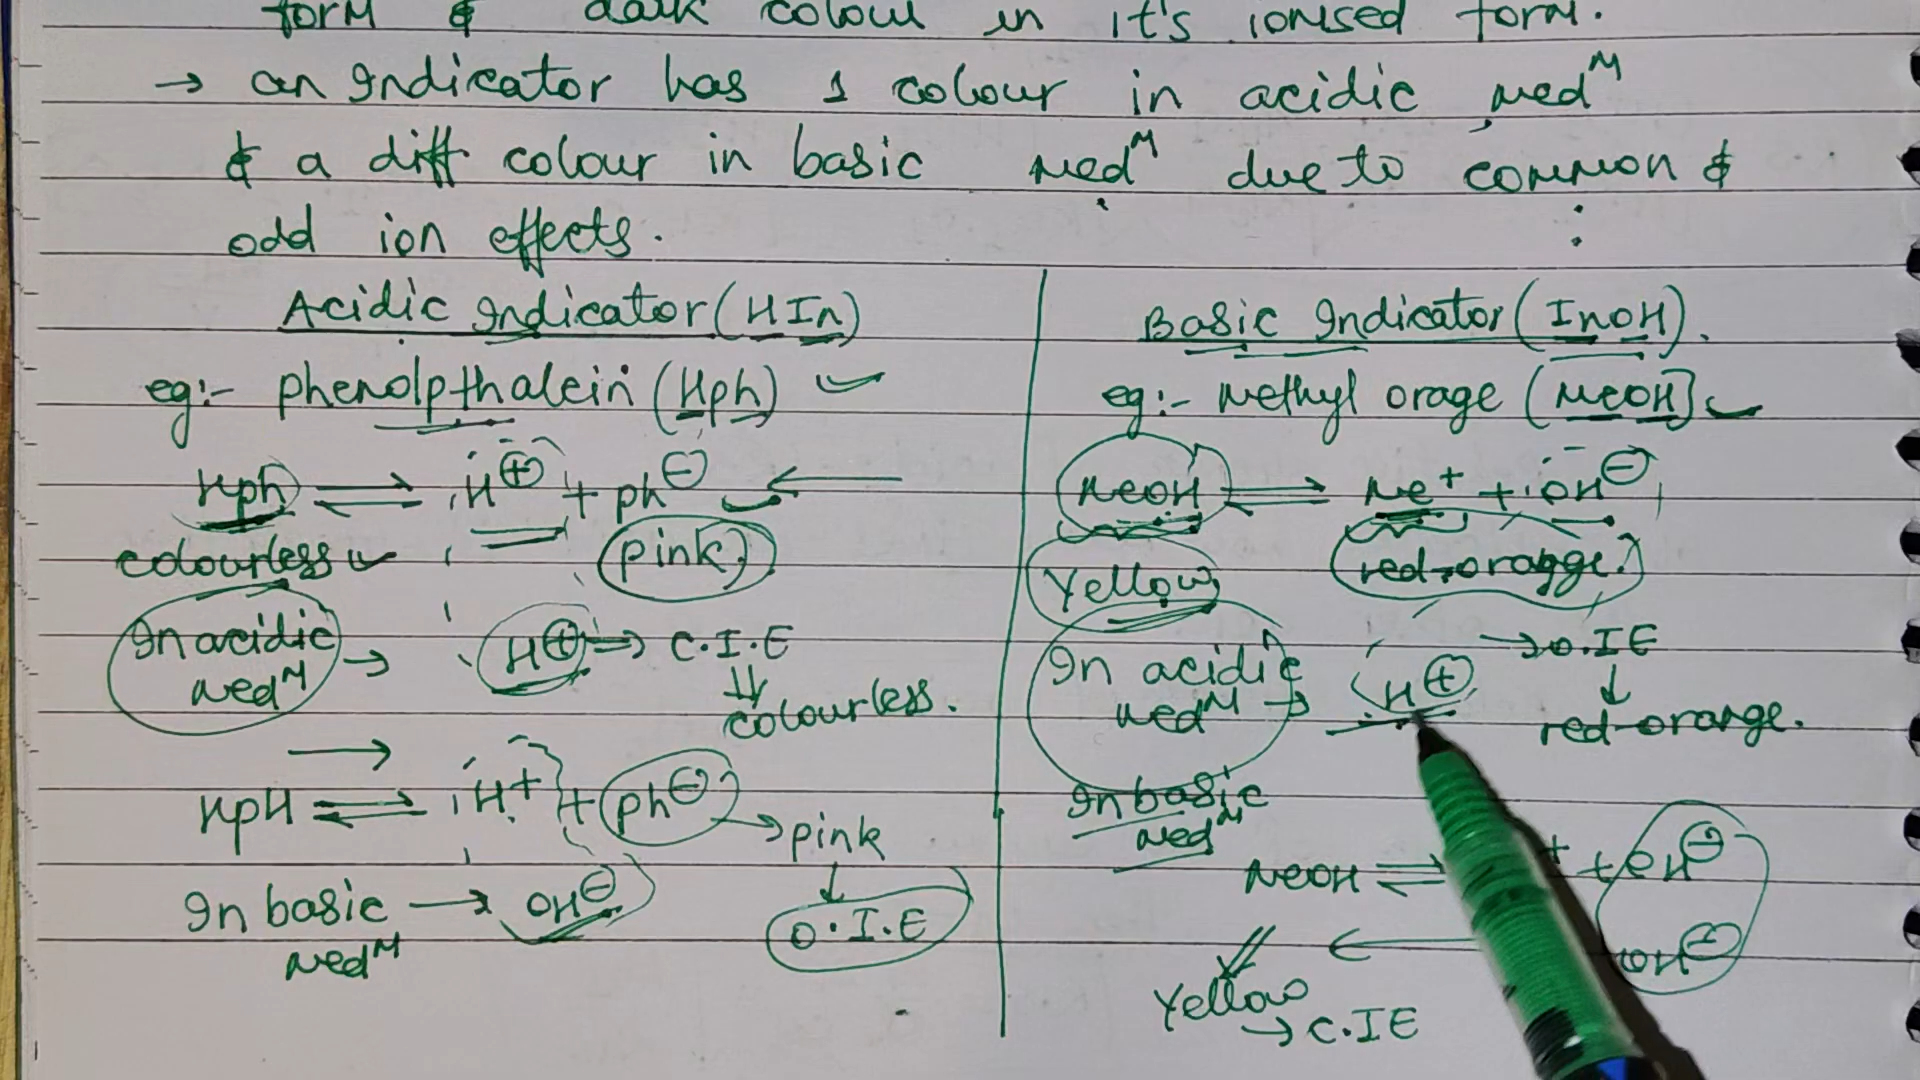 form & dark colour in it's ionised form.
→ an Indicator has 1 colour in acidic medᴹ
& a diff colour in basic medᴹ due to common &
odd ion effects.
Acidic Indicator (HIn)
eg:- phenolpthalein (Hph)
Hph ⇌ H⊕ + ph⊖
colourless pink
In acidic medᴹ → H⊕ ⇒ C.I.E
⇓
colourless.
→
HpH ⇌ H+ + ph⊖ → pink
↓
In basic medᴹ → OH⊖ O.I.E
Basic Indicator (InOH).
eg:- Methyl orage (MeOH)
MeOH ⇌ Me+ + OH⊖
Yellow red-orangge.
In acidic medᴹ → H⊕ → O.IE
↓
red-orange.
In basic medᴹ
MeOH ⇌ + + OH⊖
← OH⊖
Yellow
→ C.IE